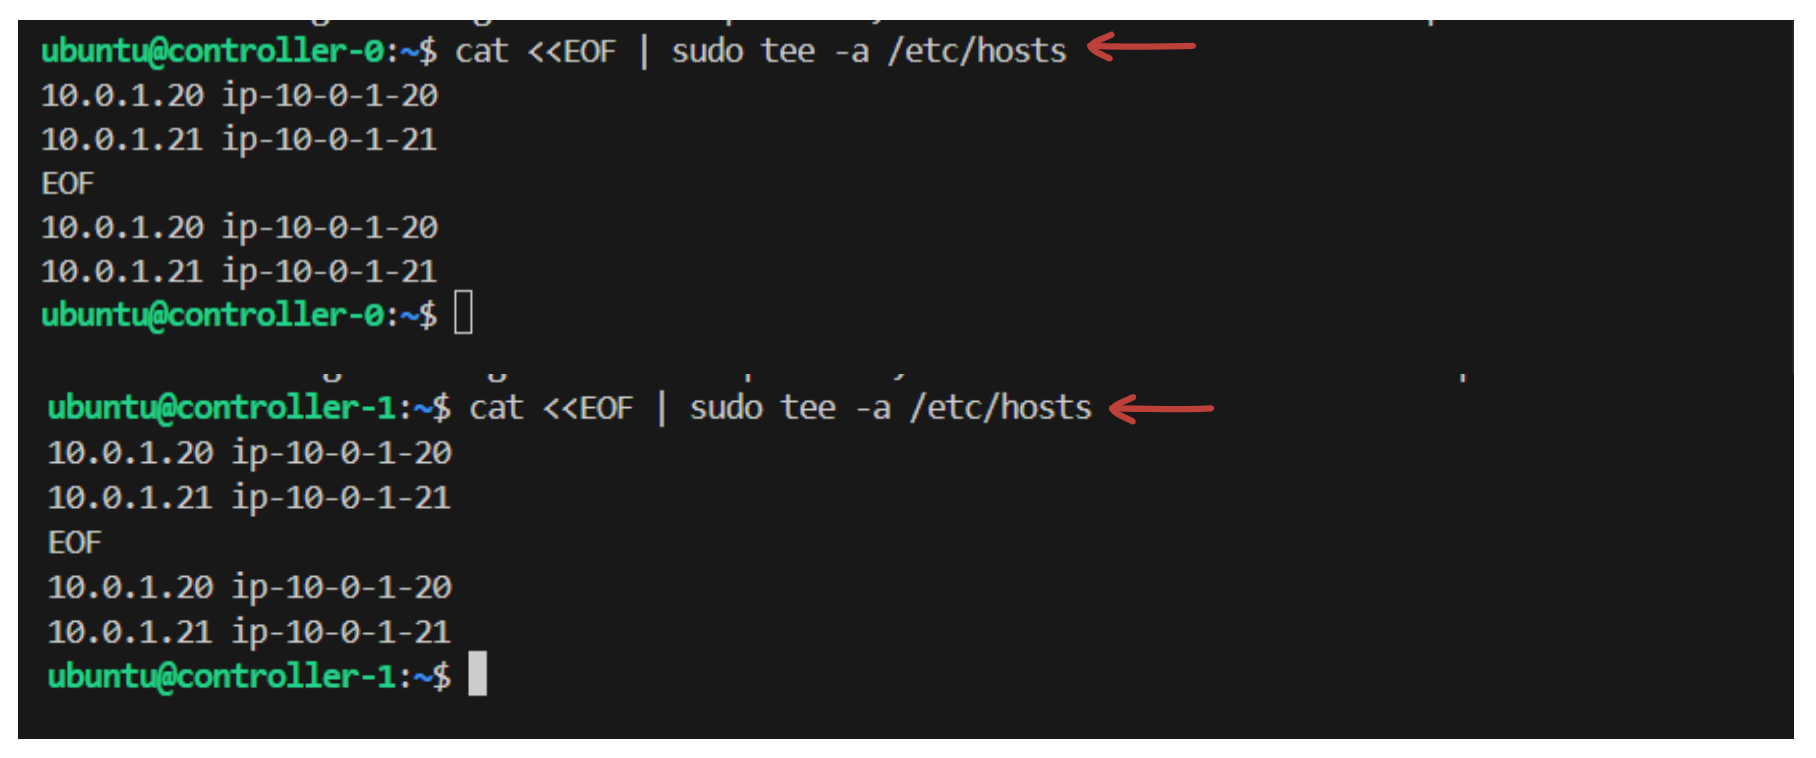 ubuntu@controller-0:~$ cat <<EOF | sudo tee -a /etc/hosts
10.0.1.20 ip-10-0-1-20
10.0.1.21 ip-10-0-1-21
EOF
10.0.1.20 ip-10-0-1-20
10.0.1.21 ip-10-0-1-21
ubuntu@controller-0:~$
ubuntu@controller-1:~$ cat <<EOF | sudo tee -a /etc/hosts
10.0.1.20 ip-10-0-1-20
10.0.1.21 ip-10-0-1-21
EOF
10.0.1.20 ip-10-0-1-20
10.0.1.21 ip-10-0-1-21
ubuntu@controller-1:~$